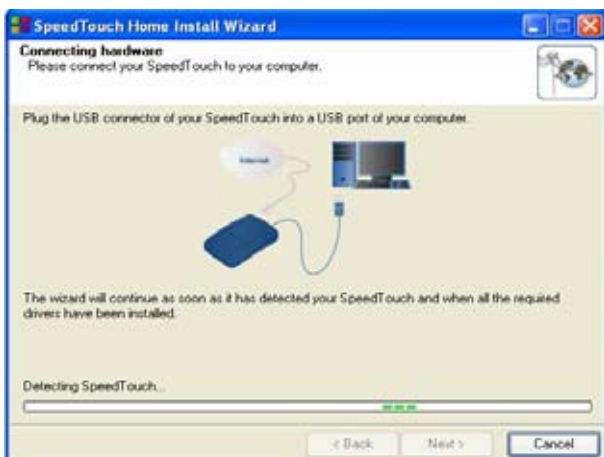 SpeedTouch Home Install Wizard
Connecting hardware
Please connect your SpeedTouch to your computer.
Plug the USB connector of your SpeedTouch into a USB port of your computer.
Internet
The wizard will continue as soon as it has detected your SpeedTouch and when all the required
drivers have been installed.
Detecting SpeedTouch...
< Back Next > Cancel